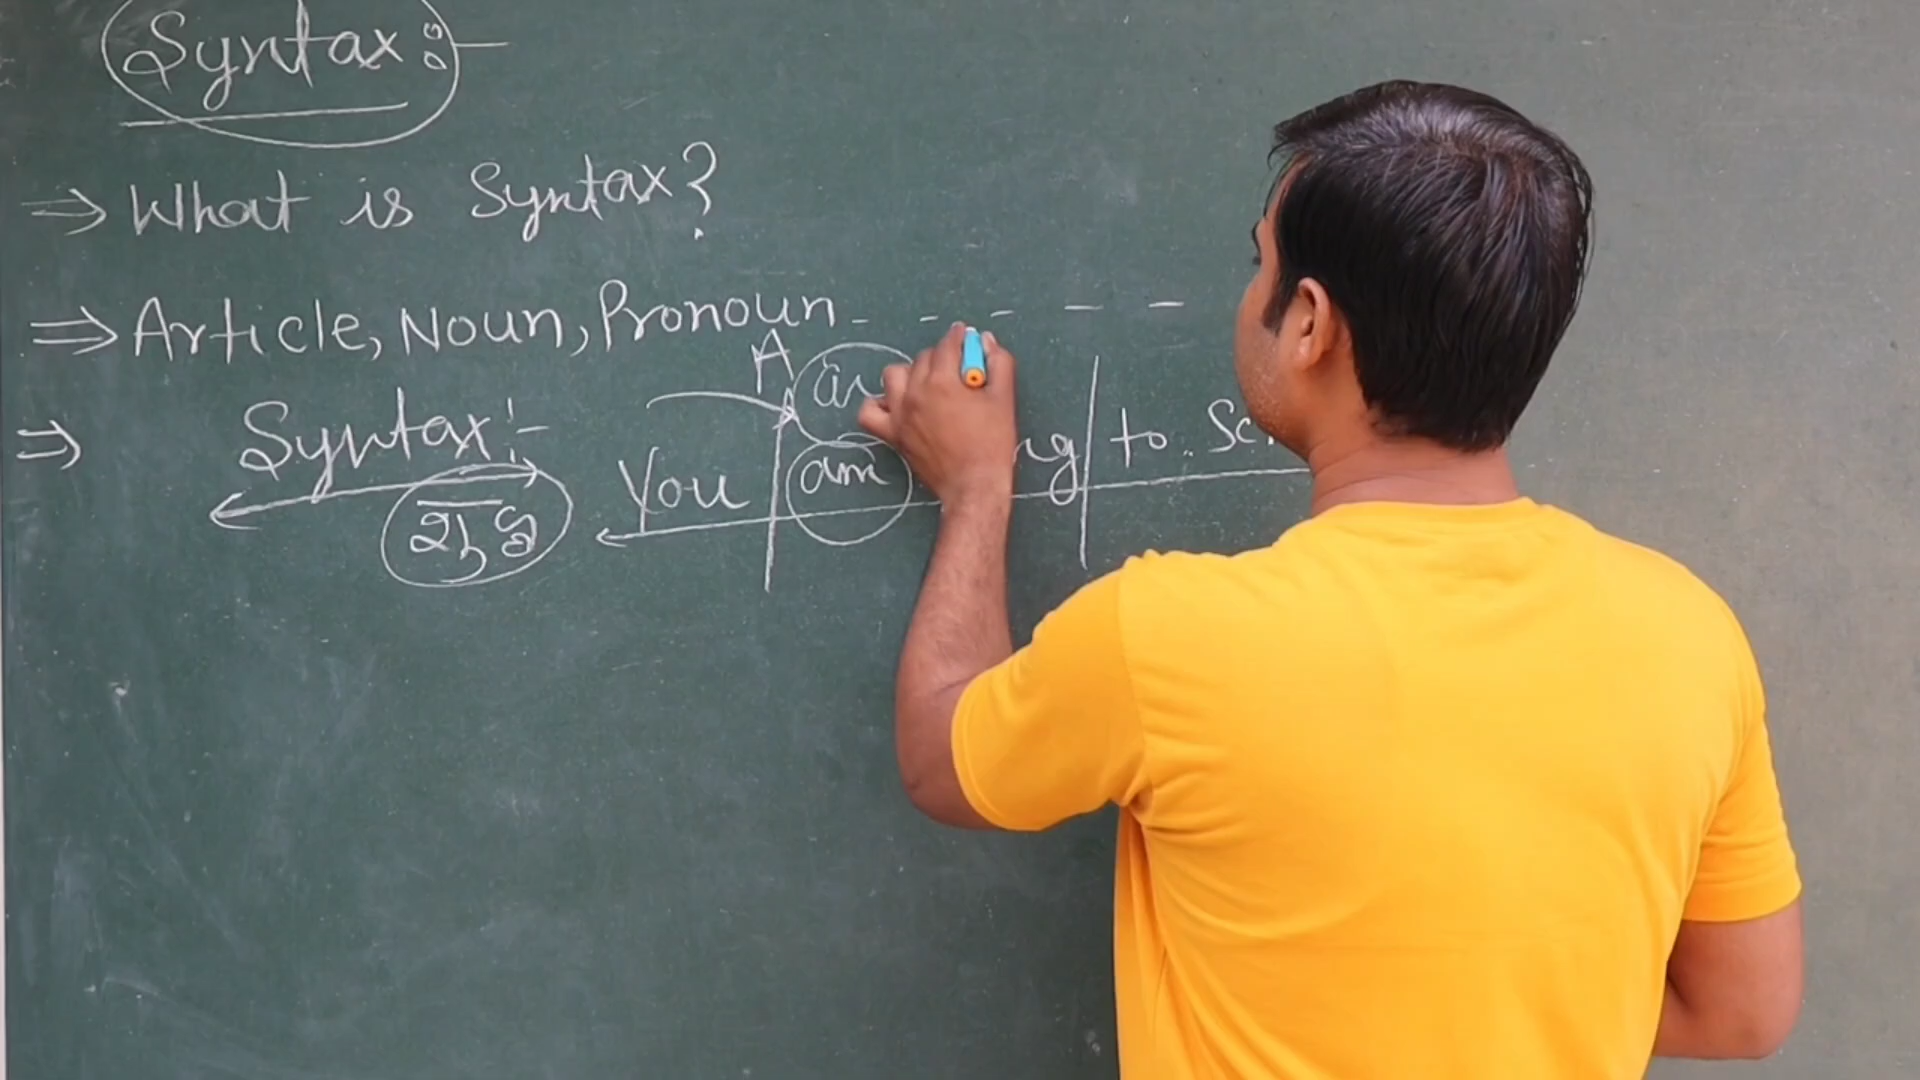 Syntax:-
⇒ What is Syntax?
⇒ Article, Noun, Pronoun - - - - -
A
⇒ Syntax:- You am to
शुद्ध